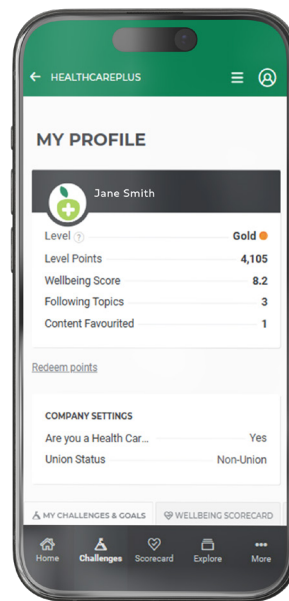 HEALTHCAREPLUS
MY PROFILE
Jane Smith
Level ? Gold
Level Points 4,105
Wellbeing Score 8.2
Following Topics 3
Content Favourited 1
Redeem points
COMPANY SETTINGS
Are you a Health Car... Yes
Union Status Non-Union
MY CHALLENGES & GOALS WELLBEING SCORECARD
Home Challenges Scorecard Explore More